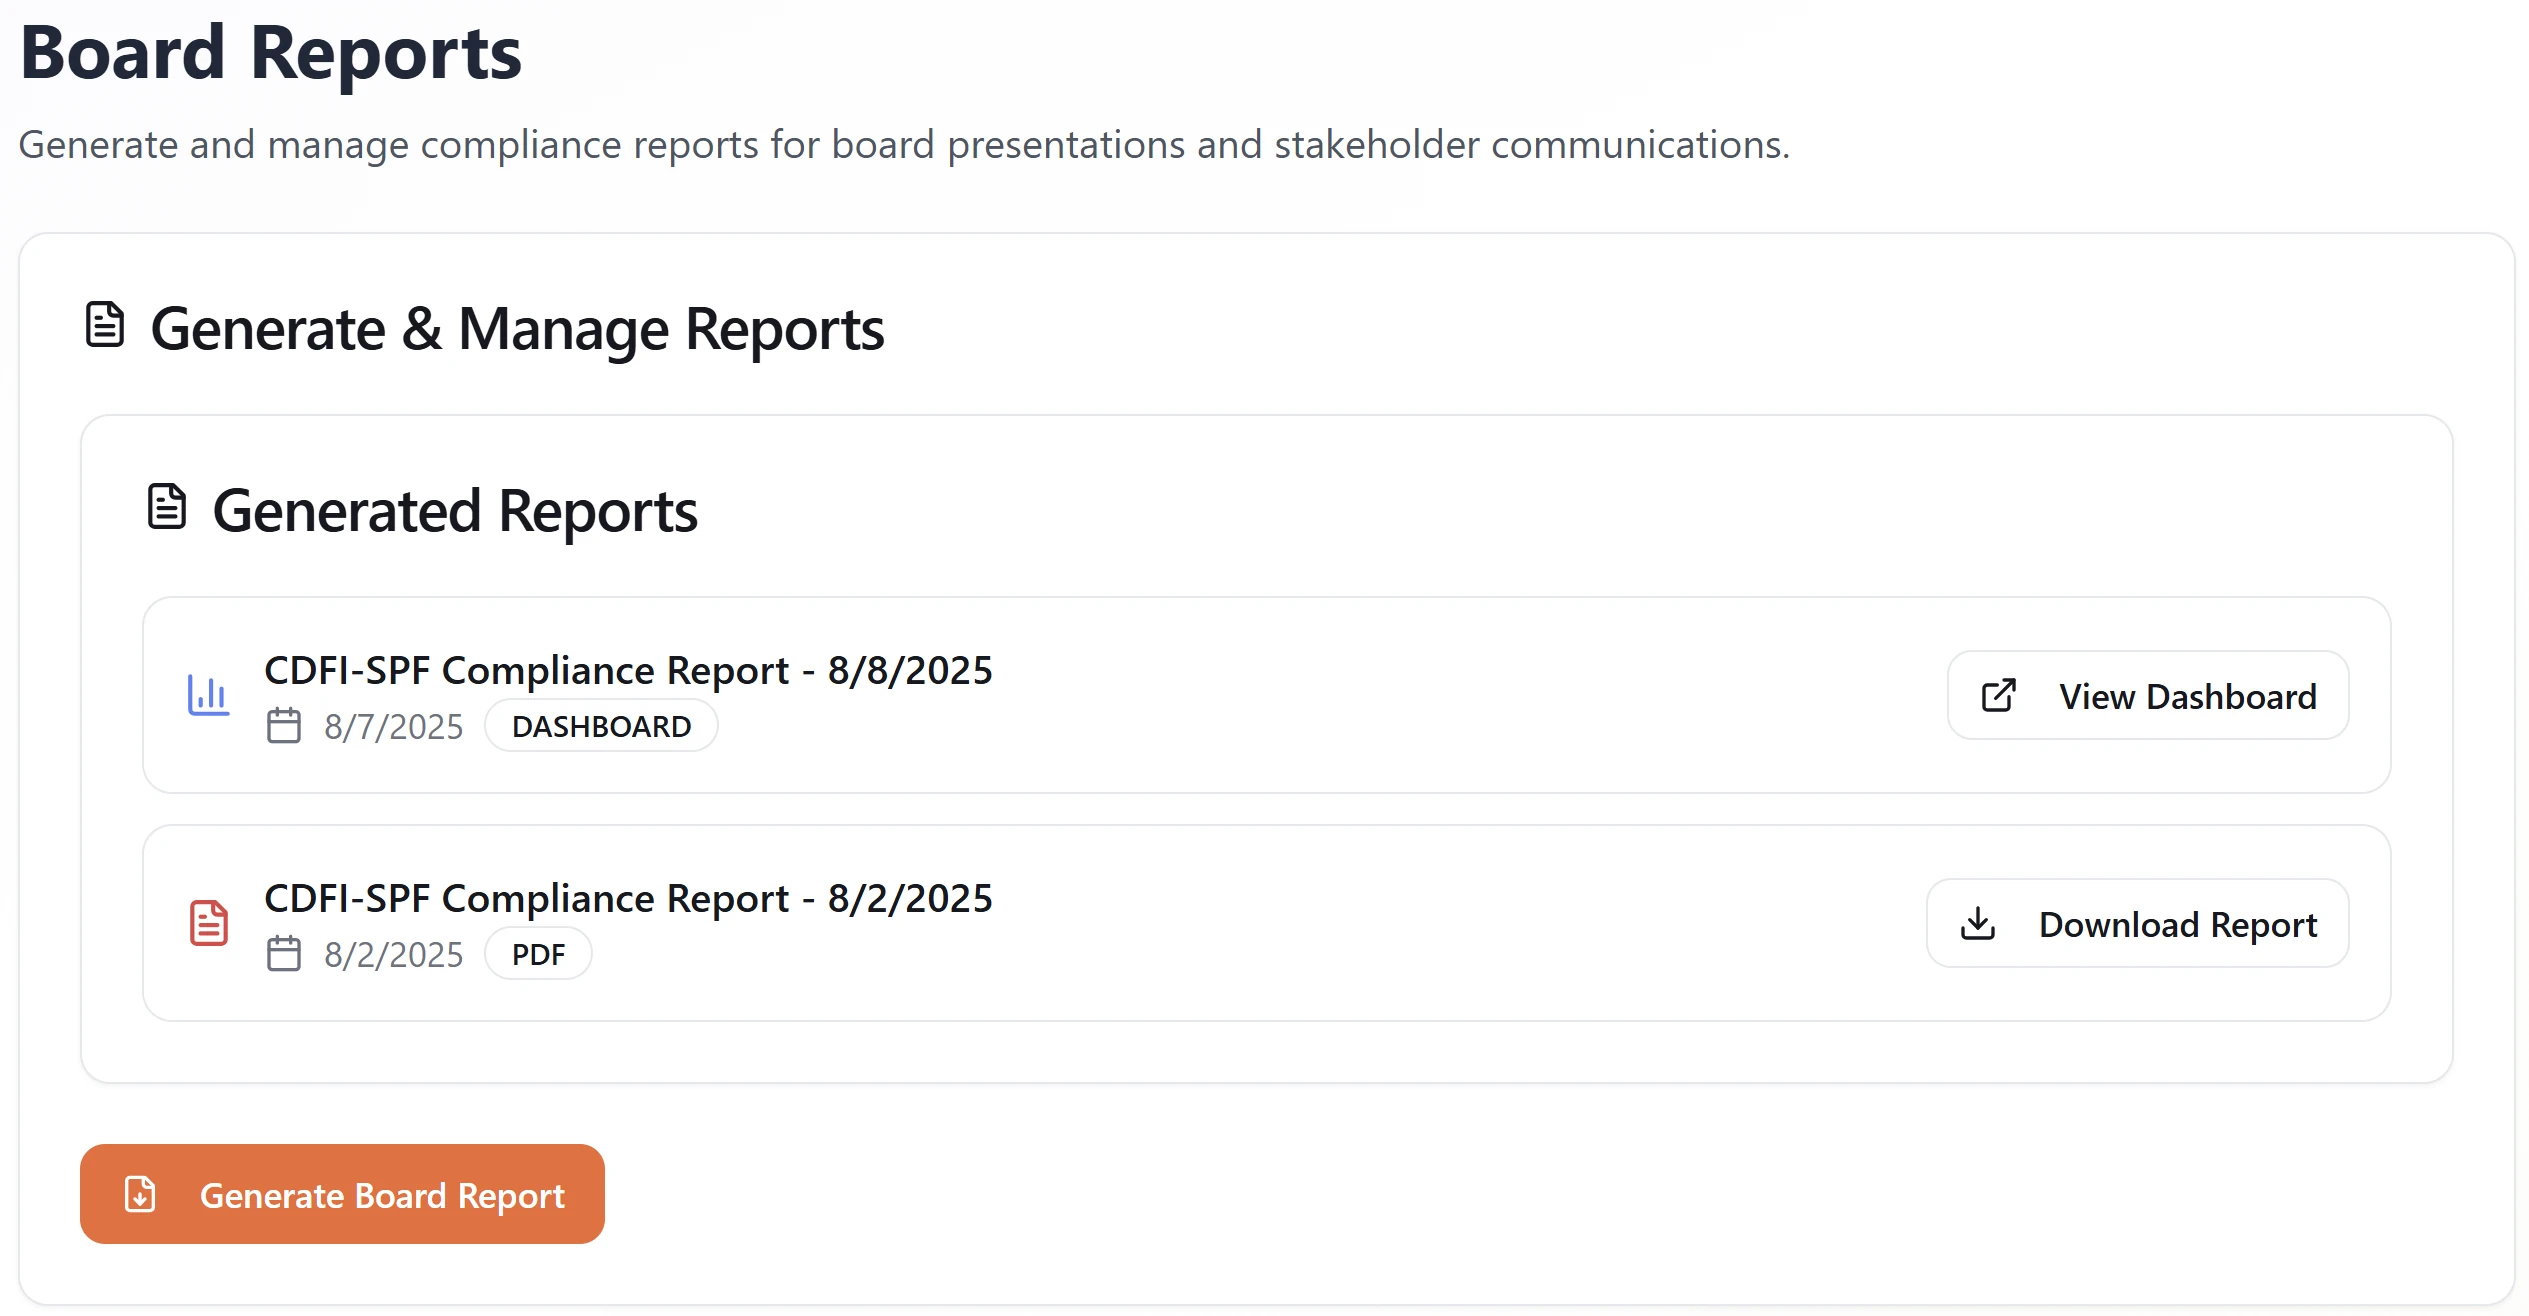 Board Reports
Generate and manage compliance reports for board presentations and stakeholder communications.
Generate & Manage Reports
Generated Reports
CDFI-SPF Compliance Report - 8/8/2025
8/7/2025 DASHBOARD
View Dashboard
CDFI-SPF Compliance Report - 8/2/2025
8/2/2025 PDF
Download Report
Generate Board Report